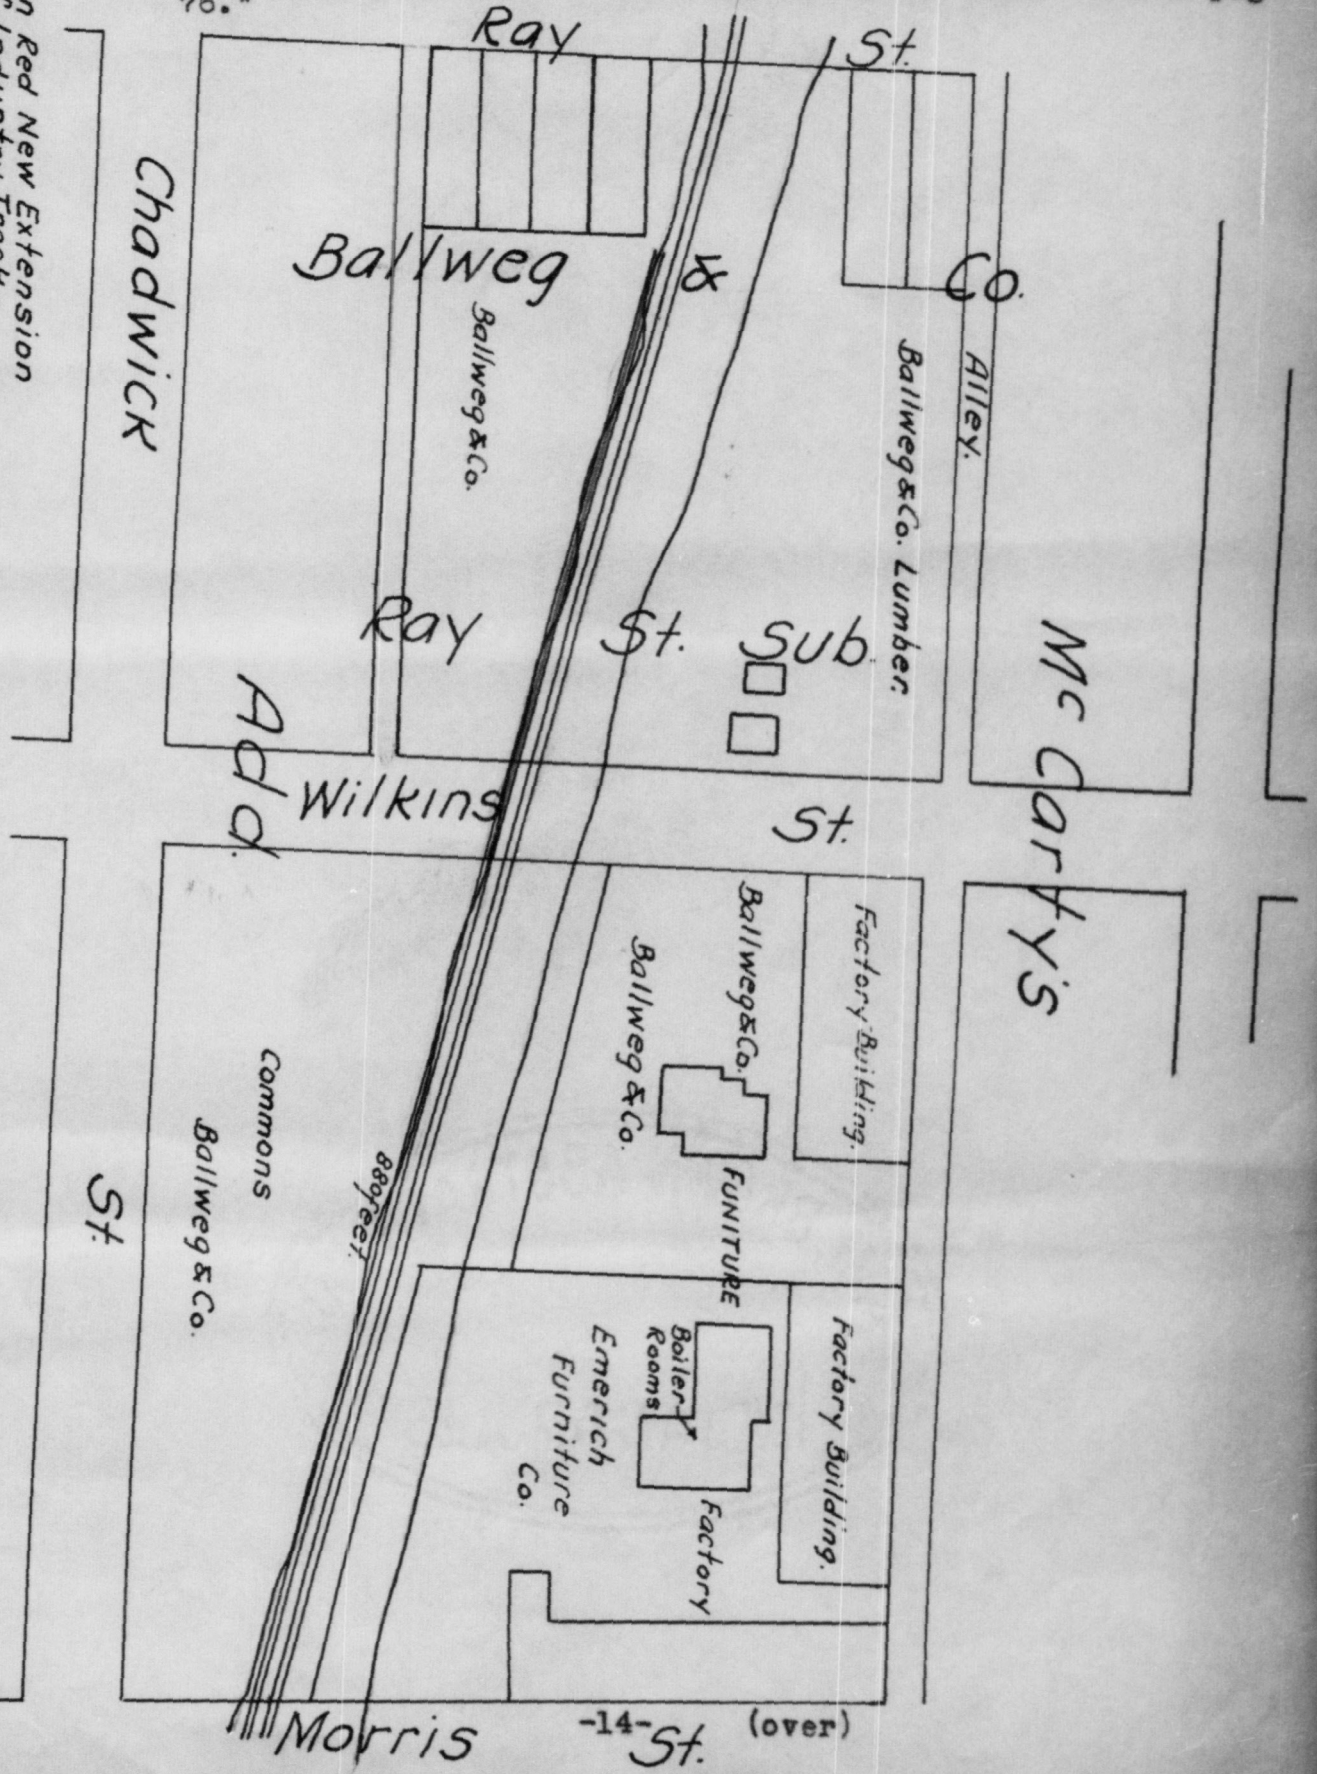 Ray St.
Red New Extension
Chadwick St.
Ballweg & Co.
Ballweg & Co.
Alley.
Ballweg & Co. Lumber.
Ray St. Sub.
Mc Carty's
Add.
Wilkins St.
Factory Building.
Ballweg & Co.
Ballweg & Co.
Commons
Ballweg & Co.
880 feet.
FUNITURE
Factory Building.
Boiler
Rooms
Emerich
Furniture
Co.
Factory
Morris St.
-14- (over)